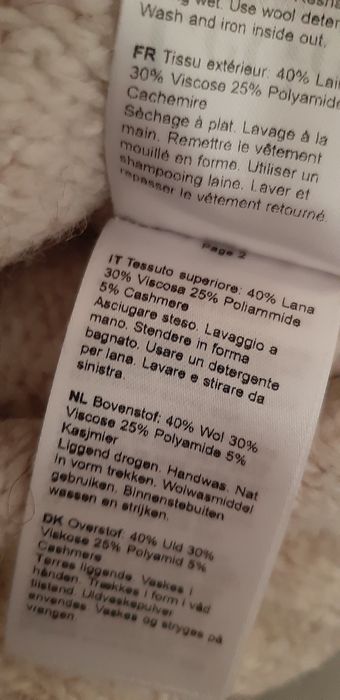 wet. Use wool deter
Wash and iron inside out.
FR Tissu extérieur: 40% Lai
30% Viscose 25% Polyamide
Cachemire
Séchage à plat. Lavage à la
main. Remettre le vêtement
mouillé en forme. Utiliser un
shampooing laine. Laver et
repasser le vêtement retourné.
Page 2
IT Tessuto superiore: 40% Lana
30% Viscosa 25% Poliammide
5% Cashmere
Asciugare steso. Lavaggio a
mano. Stendere in forma
bagnato. Usare un detergente
per lana. Lavare e stirare da
sinistra.
NL Bovenstof: 40% Wol 30%
Viscose 25% Polyamide 5%
Kasjmier
Liggend drogen. Handwas. Nat
in vorm trekken. Wolwasmiddel
gebruiken. Binnenstebuiten
wassen en strijken.
DK Overstof: 40% Uld 30%
Viskose 25% Polyamid 5%
Cashmere
Tørres liggende. Vaskes i
hånden. Trækkes i form i våd
tilstand. Uldvaskepulver
anvendes. Vaskes og stryges på
vrangen.